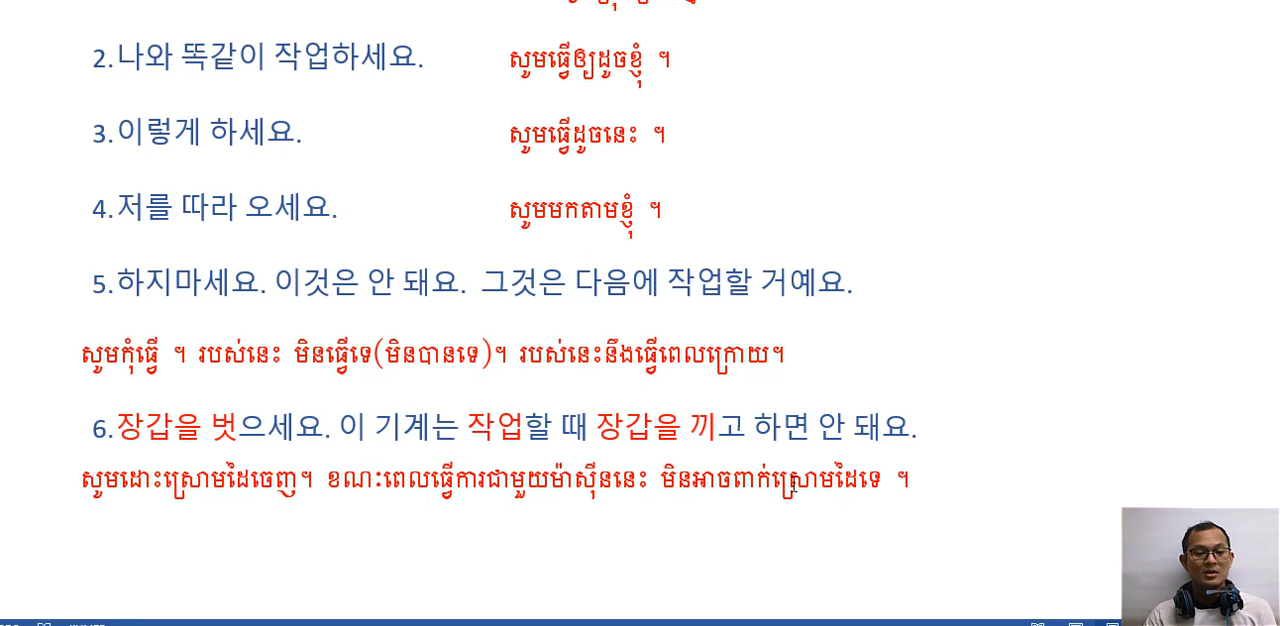 2.나와 똑같이 작업하세요. សូមធ្វើឲ្យដូចខ្ញុំ ។
3.이렇게 하세요. សូមធ្វើដូចនេះ ។
4.저를 따라 오세요. សូមមកតាមខ្ញុំ ។
5.하지마세요. 이것은 안 돼요. 그것은 다음에 작업할 거예요.
សូមកុំធ្វើ ។ របស់នេះ មិនធ្វើទេ(មិនបានទេ)។ របស់នេះនឹងធ្វើពេលក្រោយ។
6.장갑을 벗으세요. 이 기계는 작업할 때 장갑을 끼고 하면 안 돼요.
សូមដោះស្រោមដៃចេញ។ ខណៈពេលធ្វើការជាមួយម៉ាស៊ីននេះ មិនអាចពាក់ស្រោមដៃទេ ។